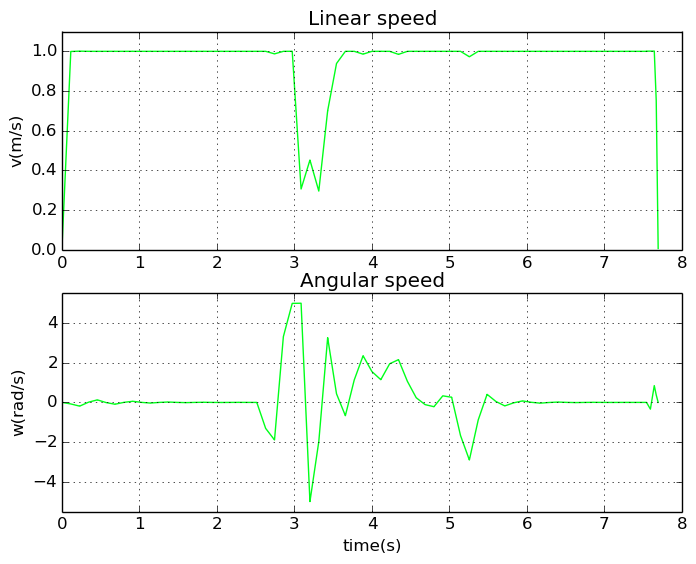 Linear speed
1.0
0.8
0.6
0.4
0.2
0.0
v(m/s)
0 1 2 3 4 5 6 7 8
Angular speed
4
2
0
−2
−4
w(rad/s)
0 1 2 3 4 5 6 7 8
time(s)